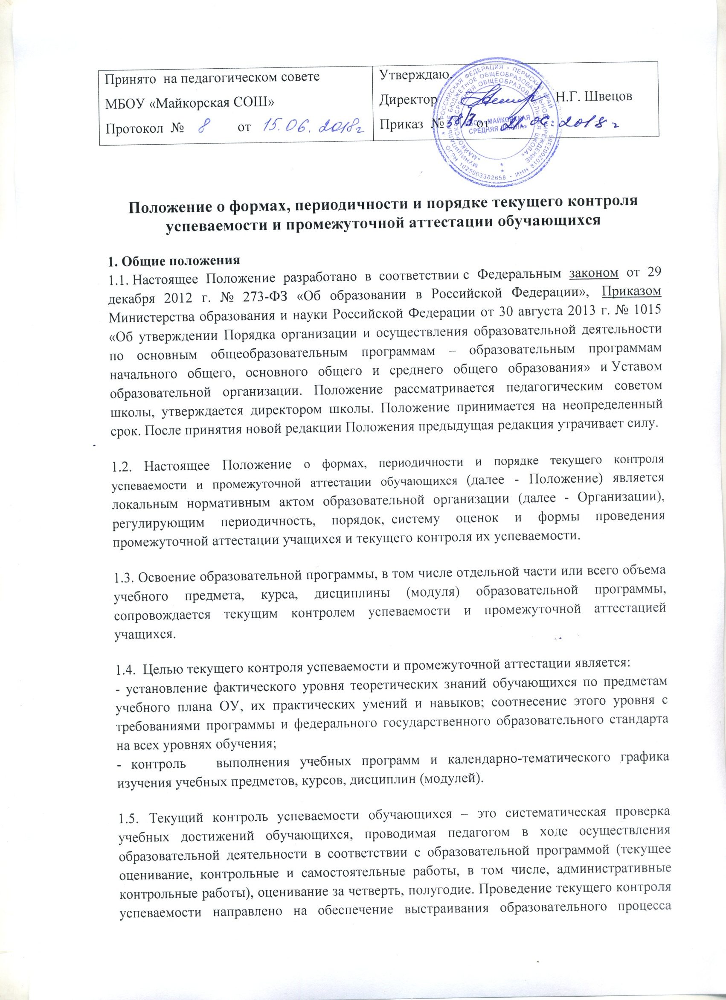 Принято на педагогическом совете
МБОУ «Майкорская СОШ»
Протокол № 8 от 15.06.2018г
Утверждаю.
Директор Н.Г. Швецов
Приказ № 58/3 от 21.06.2018г
РОССИЙСКАЯ ФЕДЕРАЦИЯ • ПЕРМСКИЙ КРАЙ
МУНИЦИПАЛЬНОЕ БЮДЖЕТНОЕ ОБЩЕОБРАЗОВАТЕЛЬНОЕ УЧРЕЖДЕНИЕ
«МАЙКОРСКАЯ СРЕДНЯЯ ОБЩЕОБРАЗОВАТЕЛЬНАЯ ШКОЛА»
МБОУ «МАЙКОРСКАЯ
СРЕДНЯЯ ШКОЛА»
ОГРН 1025903382658 • ИНН 8102002386
Положение о формах, периодичности и порядке текущего контроля
успеваемости и промежуточной аттестации обучающихся
1. Общие положения
1.1. Настоящее Положение разработано в соответствии с Федеральным законом от 29
декабря 2012 г. № 273-ФЗ «Об образовании в Российской Федерации», Приказом
Министерства образования и науки Российской Федерации от 30 августа 2013 г. № 1015
«Об утверждении Порядка организации и осуществления образовательной деятельности
по основным общеобразовательным программам – образовательным программам
начального общего, основного общего и среднего общего образования» и Уставом
образовательной организации. Положение рассматривается педагогическим советом
школы, утверждается директором школы. Положение принимается на неопределенный
срок. После принятия новой редакции Положения предыдущая редакция утрачивает силу.
1.2. Настоящее Положение о формах, периодичности и порядке текущего контроля
успеваемости и промежуточной аттестации обучающихся (далее - Положение) является
локальным нормативным актом образовательной организации (далее - Организации),
регулирующим периодичность, порядок, систему оценок и формы проведения
промежуточной аттестации учащихся и текущего контроля их успеваемости.
1.3. Освоение образовательной программы, в том числе отдельной части или всего объема
учебного предмета, курса, дисциплины (модуля) образовательной программы,
сопровождается текущим контролем успеваемости и промежуточной аттестацией
учащихся.
1.4. Целью текущего контроля успеваемости и промежуточной аттестации является:
- установление фактического уровня теоретических знаний обучающихся по предметам
учебного плана ОУ, их практических умений и навыков; соотнесение этого уровня с
требованиями программы и федерального государственного образовательного стандарта
на всех уровнях обучения;
- контроль выполнения учебных программ и календарно-тематического графика
изучения учебных предметов, курсов, дисциплин (модулей).
1.5. Текущий контроль успеваемости обучающихся – это систематическая проверка
учебных достижений обучающихся, проводимая педагогом в ходе осуществления
образовательной деятельности в соответствии с образовательной программой (текущее
оценивание, контрольные и самостоятельные работы, в том числе, административные
контрольные работы), оценивание за четверть, полугодие. Проведение текущего контроля
успеваемости направлено на обеспечение выстраивания образовательного процесса